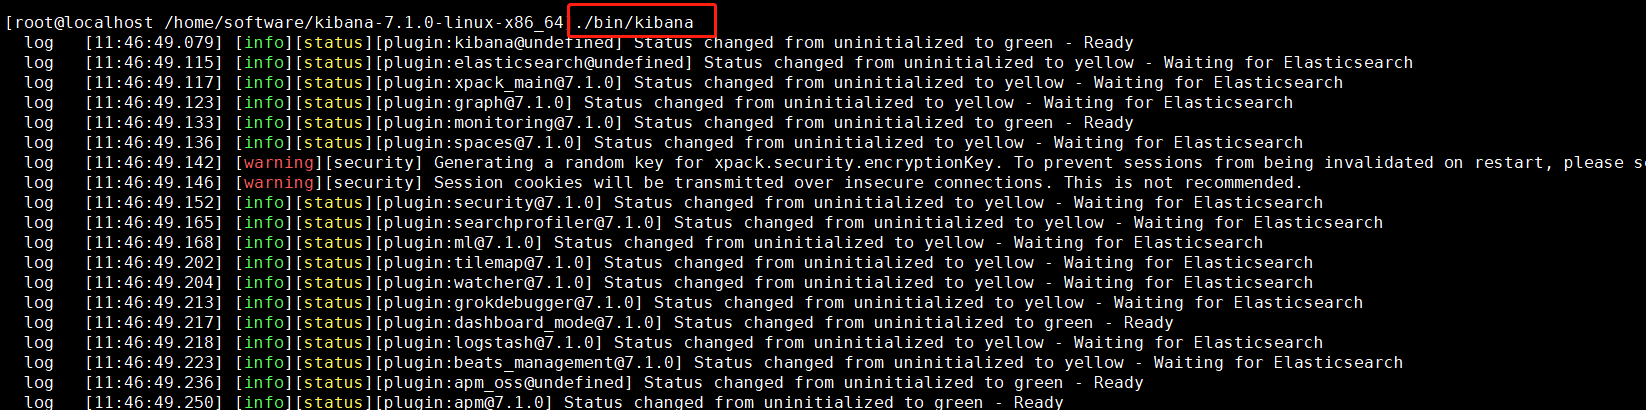 [root@localhost /home/software/kibana-7.1.0-linux-x86_64 ./bin/kibana
log [11:46:49.079] [info][status][plugin:kibana@undefined] Status changed from uninitialized to green - Ready
log [11:46:49.115] [info][status][plugin:elasticsearch@undefined] Status changed from uninitialized to yellow - Waiting for Elasticsearch
log [11:46:49.117] [info][status][plugin:xpack_main@7.1.0] Status changed from uninitialized to yellow - Waiting for Elasticsearch
log [11:46:49.123] [info][status][plugin:graph@7.1.0] Status changed from uninitialized to yellow - Waiting for Elasticsearch
log [11:46:49.133] [info][status][plugin:monitoring@7.1.0] Status changed from uninitialized to green - Ready
log [11:46:49.136] [info][status][plugin:spaces@7.1.0] Status changed from uninitialized to yellow - Waiting for Elasticsearch
log [11:46:49.142] [warning][security] Generating a random key for xpack.security.encryptionKey. To prevent sessions from being invalidated on restart, please
log [11:46:49.146] [warning][security] Session cookies will be transmitted over insecure connections. This is not recommended.
log [11:46:49.152] [info][status][plugin:security@7.1.0] Status changed from uninitialized to yellow - Waiting for Elasticsearch
log [11:46:49.165] [info][status][plugin:searchprofiler@7.1.0] Status changed from uninitialized to yellow - Waiting for Elasticsearch
log [11:46:49.168] [info][status][plugin:ml@7.1.0] Status changed from uninitialized to yellow - Waiting for Elasticsearch
log [11:46:49.202] [info][status][plugin:tilemap@7.1.0] Status changed from uninitialized to yellow - Waiting for Elasticsearch
log [11:46:49.204] [info][status][plugin:watcher@7.1.0] Status changed from uninitialized to yellow - Waiting for Elasticsearch
log [11:46:49.213] [info][status][plugin:grokdebugger@7.1.0] Status changed from uninitialized to yellow - Waiting for Elasticsearch
log [11:46:49.217] [info][status][plugin:dashboard_mode@7.1.0] Status changed from uninitialized to green - Ready
log [11:46:49.218] [info][status][plugin:logstash@7.1.0] Status changed from uninitialized to yellow - Waiting for Elasticsearch
log [11:46:49.223] [info][status][plugin:beats_management@7.1.0] Status changed from uninitialized to yellow - Waiting for Elasticsearch
log [11:46:49.236] [info][status][plugin:apm_oss@undefined] Status changed from uninitialized to green - Ready
log [11:46:49.250] [info][status][plugin:apm@7.1.0] Status changed from uninitialized to green - Ready